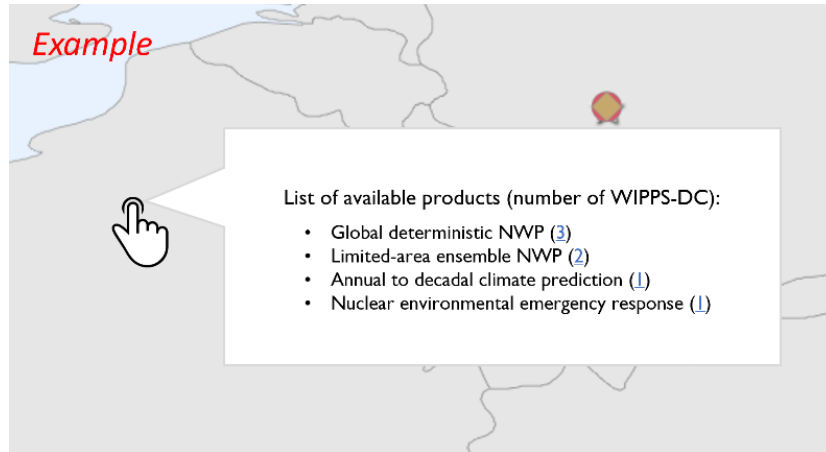 Example
List of available products (number of WIPPS-DC):
• Global deterministic NWP (3)
• Limited-area ensemble NWP (2)
• Annual to decadal climate prediction (1)
• Nuclear environmental emergency response (1)